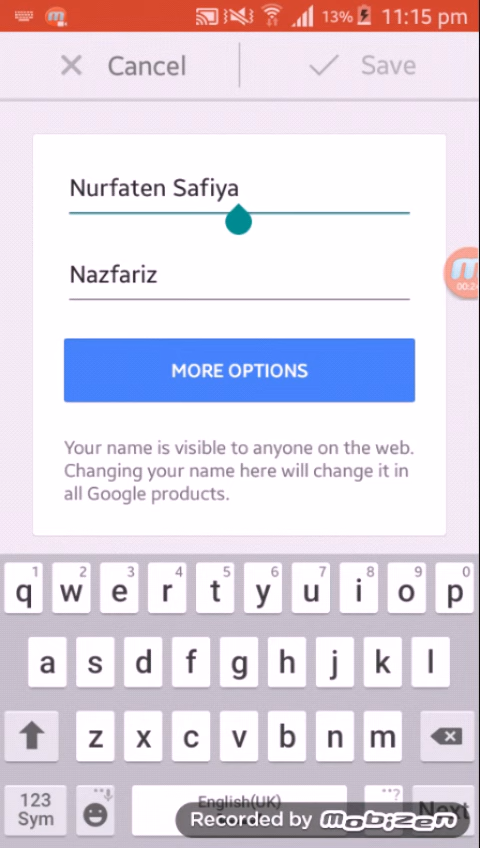 13% 11:15 pm
Cancel Save
Nurfaten Safiya
Nazfariz
00:2
MORE OPTIONS
Your name is visible to anyone on the web.
Changing your name here will change it in
all Google products.
1 2 3 4 5 6 7 8 9 0
q w e r t y u i o p
a s d f g h j k l
z x c v b n m
123 English(UK) Next
Sym
Recorded by mobizen